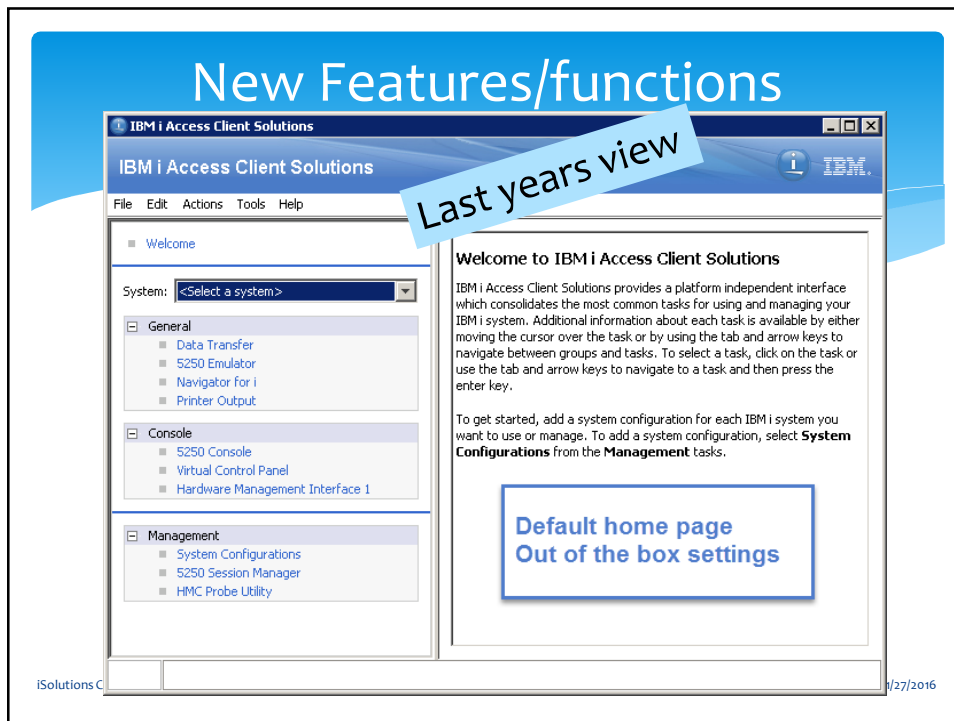 New Features/functions
IBM i Access Client Solutions
IBM i Access Client Solutions
IBM.
Last years view
File Edit Actions Tools Help
Welcome
System: <Select a system>
General
Data Transfer
5250 Emulator
Navigator for i
Printer Output
Console
5250 Console
Virtual Control Panel
Hardware Management Interface 1
Management
System Configurations
5250 Session Manager
HMC Probe Utility
Welcome to IBM i Access Client Solutions
IBM i Access Client Solutions provides a platform independent interface
which consolidates the most common tasks for using and managing your
IBM i system. Additional information about each task is available by either
moving the cursor over the task or by using the tab and arrow keys to
navigate between groups and tasks. To select a task, click on the task or
use the tab and arrow keys to navigate to a task and then press the
enter key.
To get started, add a system configuration for each IBM i system you
want to use or manage. To add a system configuration, select System
Configurations from the Management tasks.
Default home page
Out of the box settings
iSolutions C
1/27/2016